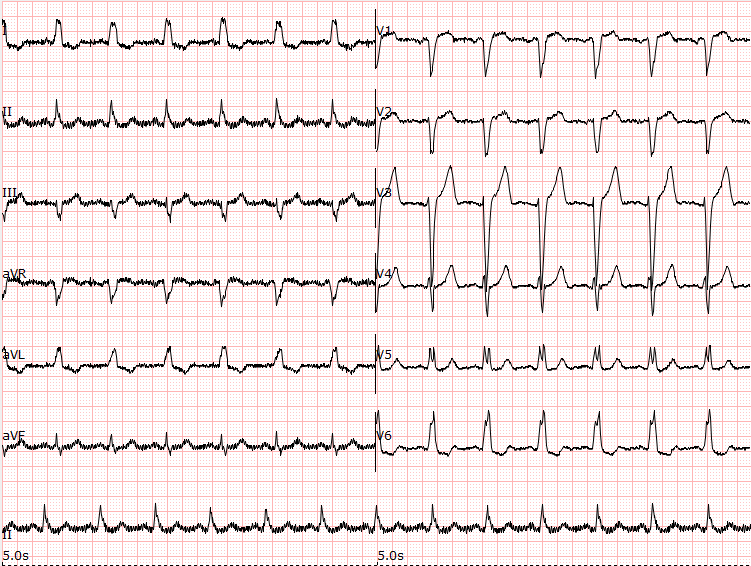 I V1
II V2
III V3
aVR V4
aVL V5
aVF V6
II
5.0s 5.0s